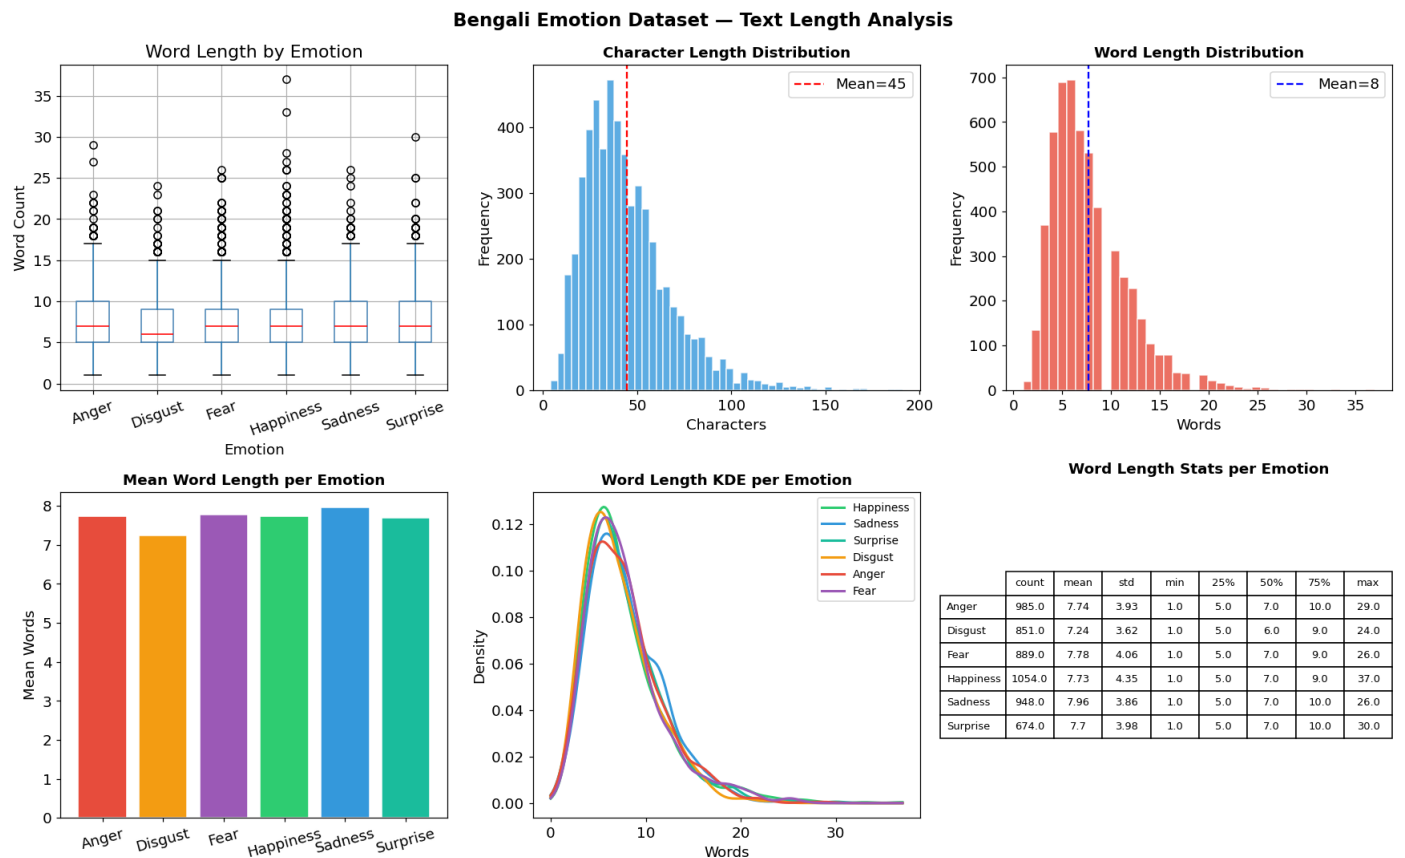 Bengali Emotion Dataset — Text Length Analysis
Word Length by Emotion
Word Count
35
30
25
20
15
10
5
0
Anger Disgust Fear Happiness Sadness Surprise
Emotion
Character Length Distribution
Mean=45
Frequency
400
300
200
100
0
0 50 100 150 200
Characters
Word Length Distribution
Mean=8
Frequency
700
600
500
400
300
200
100
0
0 5 10 15 20 25 30 35
Words
Mean Word Length per Emotion
Mean Words
8
7
6
5
4
3
2
1
0
Anger Disgust Fear Happiness Sadness Surprise
Word Length KDE per Emotion
Happiness
Sadness
Surprise
Disgust
Anger
Fear
Density
0.12
0.10
0.08
0.06
0.04
0.02
0.00
0 10 20 30
Words
Word Length Stats per Emotion
count mean std min 25% 50% 75% max
Anger 985.0 7.74 3.93 1.0 5.0 7.0 10.0 29.0
Disgust 851.0 7.24 3.62 1.0 5.0 6.0 9.0 24.0
Fear 889.0 7.78 4.06 1.0 5.0 7.0 9.0 26.0
Happiness 1054.0 7.73 4.35 1.0 5.0 7.0 9.0 37.0
Sadness 948.0 7.96 3.86 1.0 5.0 7.0 10.0 26.0
Surprise 674.0 7.7 3.98 1.0 5.0 7.0 10.0 30.0